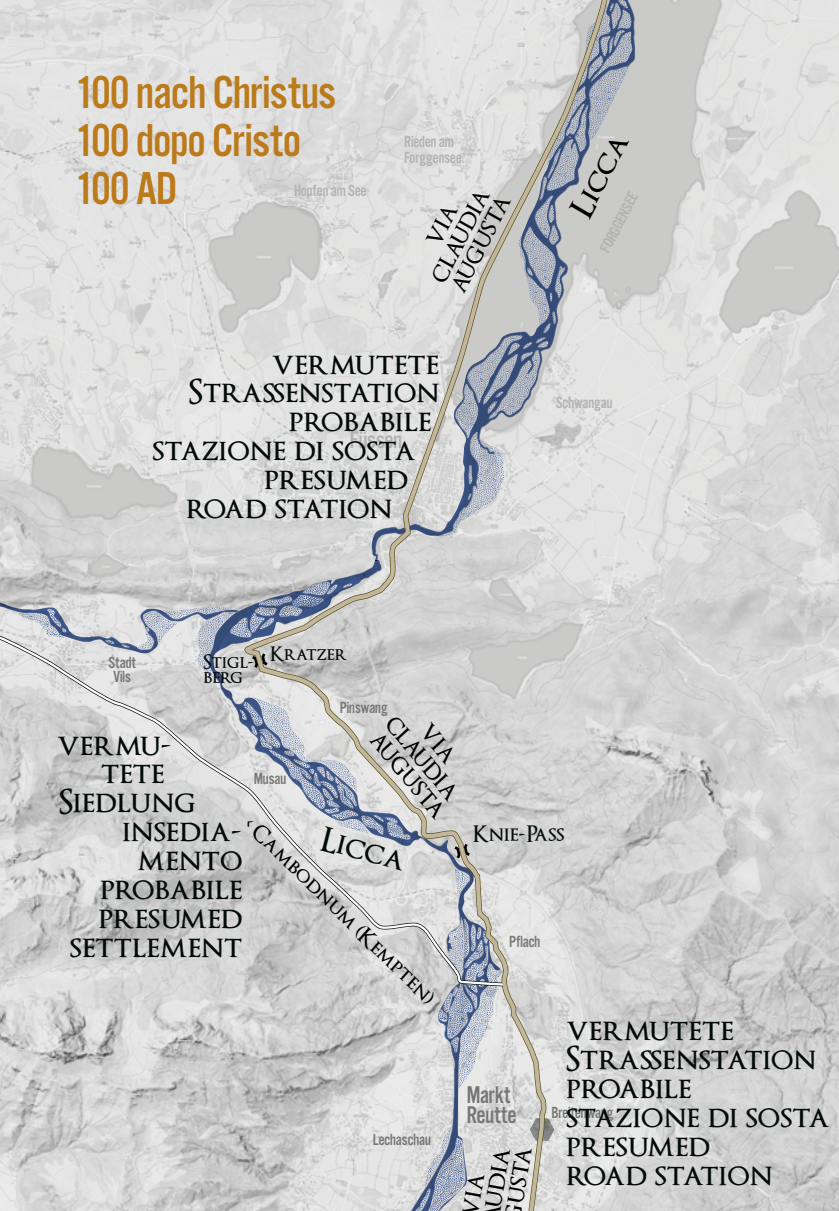 100 nach Christus
100 dopo Cristo
100 AD
Rieden am
Forggensee
Hopfen am See
LICCA
FORGGENSEE
VIA
CLAUDIA
AUGUSTA
VERMUTETE
STRASSENSTATION
PROBABILE
STAZIONE DI SOSTA
PRESUMED
ROAD STATION
Füssen
Schwangau
Stadt
Vils
STIGL-
BERG
KRATZER
Pinswang
VIA
CLAUDIA
AUGUSTA
VERMU-
TETE
SIEDLUNG
INSEDIA-
MENTO
PROBABILE
PRESUMED
SETTLEMENT
Musau
LICCA
KNIE-PASS
CAMBODNUM (KEMPTEN)
Pflach
VERMUTETE
STRASSENSTATION
PROABILE
STAZIONE DI SOSTA
PRESUMED
ROAD STATION
Markt
Reutte
Breitenwang
Lechaschau
VIA
AUDIA
GUSTA